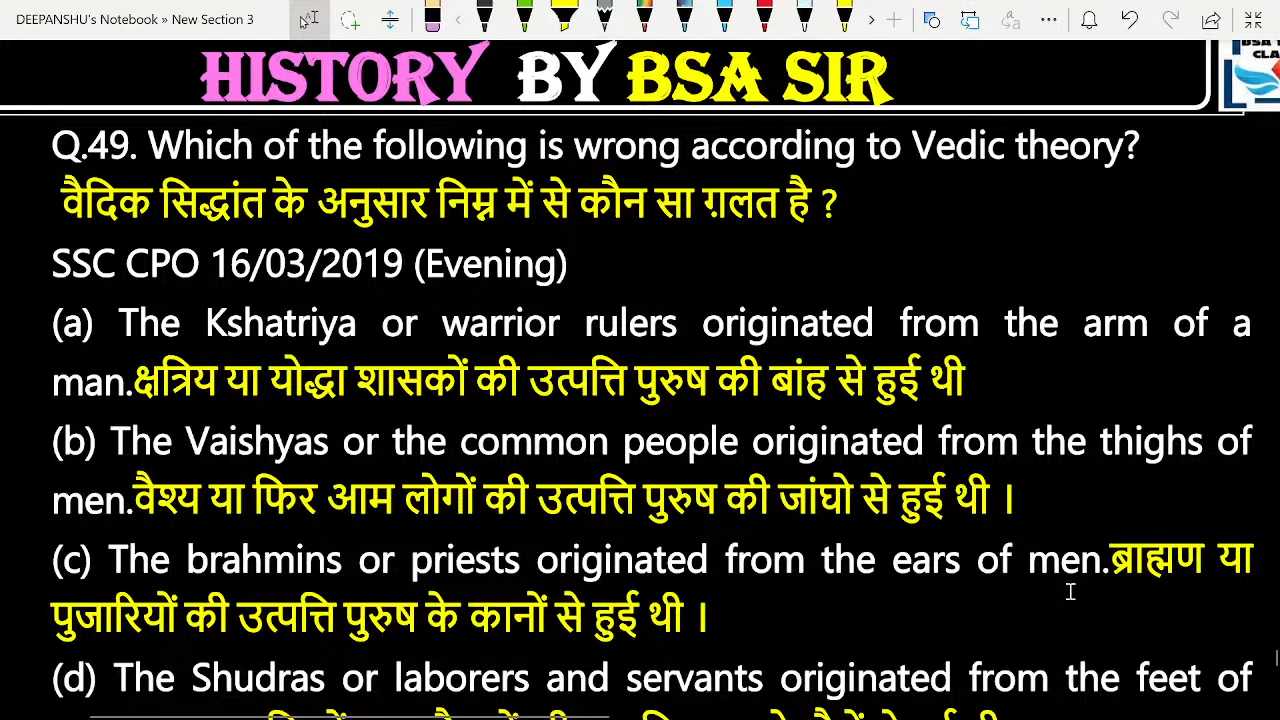 DEEPANSHU's Notebook » New Section 3
HISTORY BY BSA SIR
Q.49. Which of the following is wrong according to Vedic theory?
वैदिक सिद्धांत के अनुसार निम्न में से कौन सा ग़लत है ?
SSC CPO 16/03/2019 (Evening)
(a) The Kshatriya or warrior rulers originated from the arm of a
man.क्षत्रिय या योद्धा शासकों की उत्पत्ति पुरुष की बांह से हुई थी
(b) The Vaishyas or the common people originated from the thighs of
men.वैश्य या फिर आम लोगों की उत्पत्ति पुरुष की जांघो से हुई थी ।
(c) The brahmins or priests originated from the ears of men.ब्राह्मण या
पुजारियों की उत्पत्ति पुरुष के कानों से हुई थी ।
(d) The Shudras or laborers and servants originated from the feet of